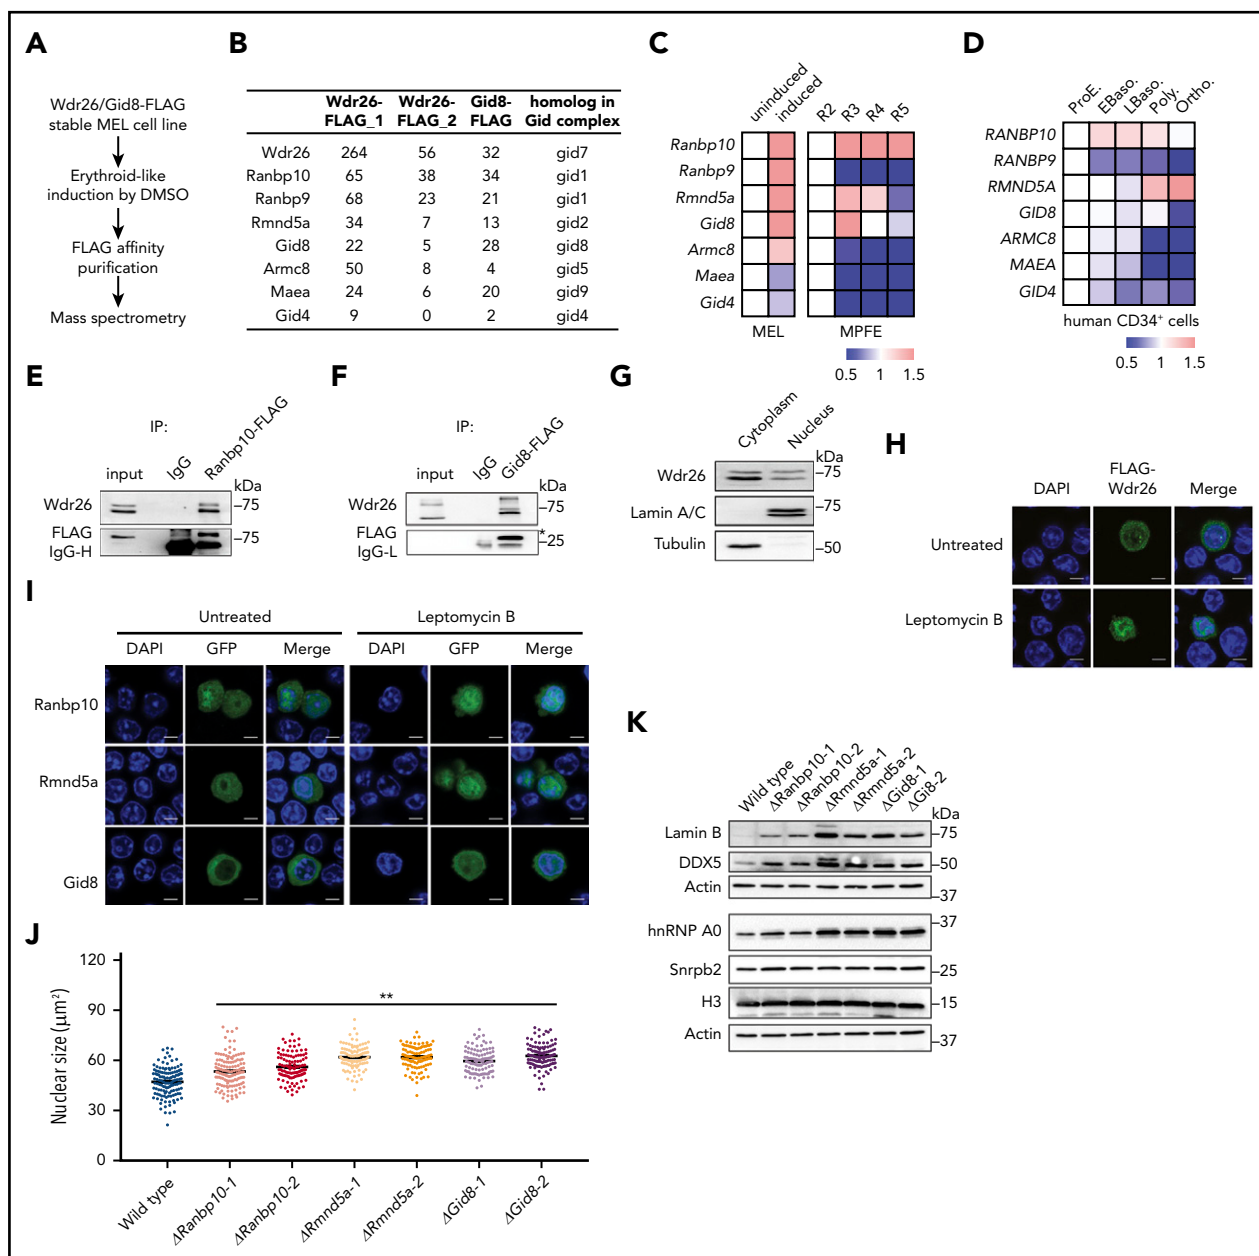 A
Wdr26/Gid8-FLAG
stable MEL cell line
Erythroid-like
induction by DMSO
FLAG affinity
purification
Mass spectrometry
B
Wdr26-FLAG_1 Wdr26-FLAG_2 Gid8-FLAG homolog in Gid complex
Wdr26 264 56 32 gid7
Ranbp10 65 38 34 gid1
Ranbp9 68 23 21 gid1
Rmnd5a 34 7 13 gid2
Gid8 22 5 28 gid8
Armc8 50 8 4 gid5
Maea 24 6 20 gid9
Gid4 9 0 2 gid4
C
uninduced induced R2 R3 R4 R5
Ranbp10
Ranbp9
Rmnd5a
Gid8
Armc8
Maea
Gid4
MEL MPFE
0.5 1 1.5
D
ProE. EBaso. LBaso. Poly. Ortho.
RANBP10
RANBP9
RMND5A
GID8
ARMC8
MAEA
GID4
human CD34+ cells
0.5 1 1.5
E
IP:
input IgG Ranbp10-FLAG
kDa
Wdr26 –75
FLAG –75
IgG-H
F
IP:
input IgG Gid8-FLAG
kDa
Wdr26 –75
FLAG *
IgG-L –25
G
Cytoplasm Nucleus
kDa
Wdr26 –75
Lamin A/C –75
Tubulin –50
H
DAPI FLAG-Wdr26 Merge
Untreated
Leptomycin B
I
Untreated Leptomycin B
DAPI GFP Merge DAPI GFP Merge
Ranbp10
Rmnd5a
Gid8
J
Nuclear size (µm²)
120
90
60
30
0
**
Wild type ΔRanbp10-1 ΔRanbp10-2 ΔRmnd5a-1 ΔRmnd5a-2 ΔGid8-1 ΔGid8-2
K
Wild type ΔRanbp10-1 ΔRanbp10-2 ΔRmnd5a-1 ΔRmnd5a-2 ΔGid8-1 ΔGi8-2
kDa
Lamin B –75
DDX5 –50
Actin –37
–37
hnRNP A0
Snrpb2 –25
H3 –15
Actin –37